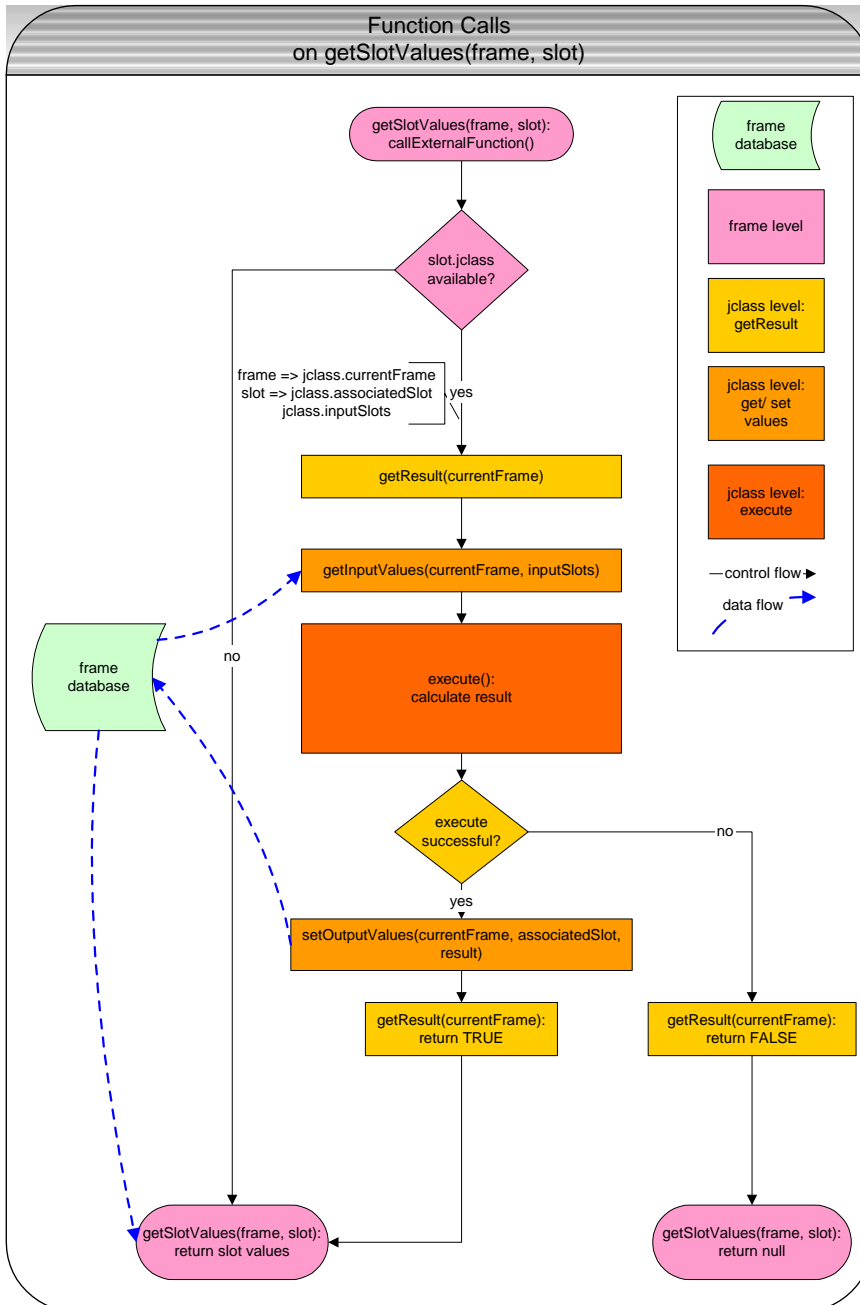 Function Calls
on getSlotValues(frame, slot)
getSlotValues(frame, slot):
callExternalFunction()
slot.jclass
available?
frame => jclass.currentFrame
slot => jclass.associatedSlot
jclass.inputSlots
yes
getResult(currentFrame)
getInputValues(currentFrame, inputSlots)
no
frame
database
execute():
calculate result
execute
successful?
no
yes
setOutputValues(currentFrame, associatedSlot,
result)
getResult(currentFrame):
return TRUE
getResult(currentFrame):
return FALSE
getSlotValues(frame, slot):
return slot values
getSlotValues(frame, slot):
return null
frame
database
frame level
jclass level:
getResult
jclass level:
get/ set
values
jclass level:
execute
control flow
data flow